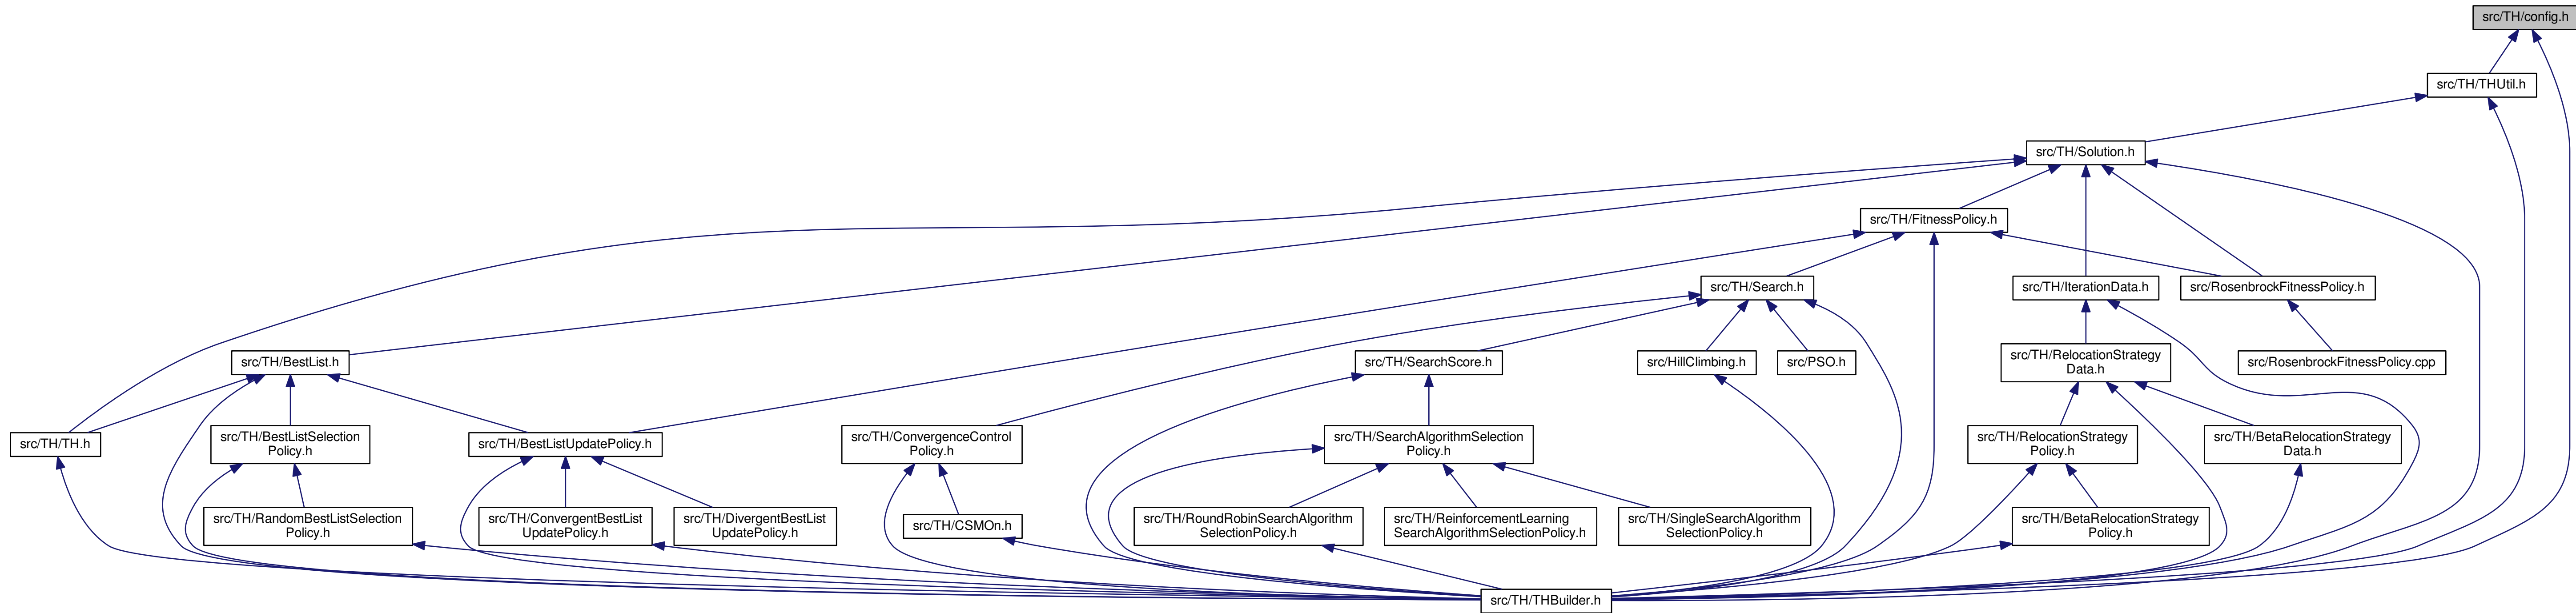 src/TH/config.h
src/TH/THUtil.h
src/TH/Solution.h
src/TH/FitnessPolicy.h
src/TH/Search.h
src/TH/IterationData.h
src/RosenbrockFitnessPolicy.h
src/TH/BestList.h
src/TH/SearchScore.h
src/HillClimbing.h
src/PSO.h
src/TH/RelocationStrategy
Data.h
src/RosenbrockFitnessPolicy.cpp
src/TH/TH.h
src/TH/BestListSelection
Policy.h
src/TH/BestListUpdatePolicy.h
src/TH/ConvergenceControl
Policy.h
src/TH/SearchAlgorithmSelection
Policy.h
src/TH/RelocationStrategy
Policy.h
src/TH/BetaRelocationStrategy
Data.h
src/TH/RandomBestListSelection
Policy.h
src/TH/ConvergentBestList
UpdatePolicy.h
src/TH/DivergentBestList
UpdatePolicy.h
src/TH/CSMOn.h
src/TH/RoundRobinSearchAlgorithm
SelectionPolicy.h
src/TH/ReinforcementLearning
SearchAlgorithmSelectionPolicy.h
src/TH/SingleSearchAlgorithm
SelectionPolicy.h
src/TH/BetaRelocationStrategy
Policy.h
src/TH/THBuilder.h